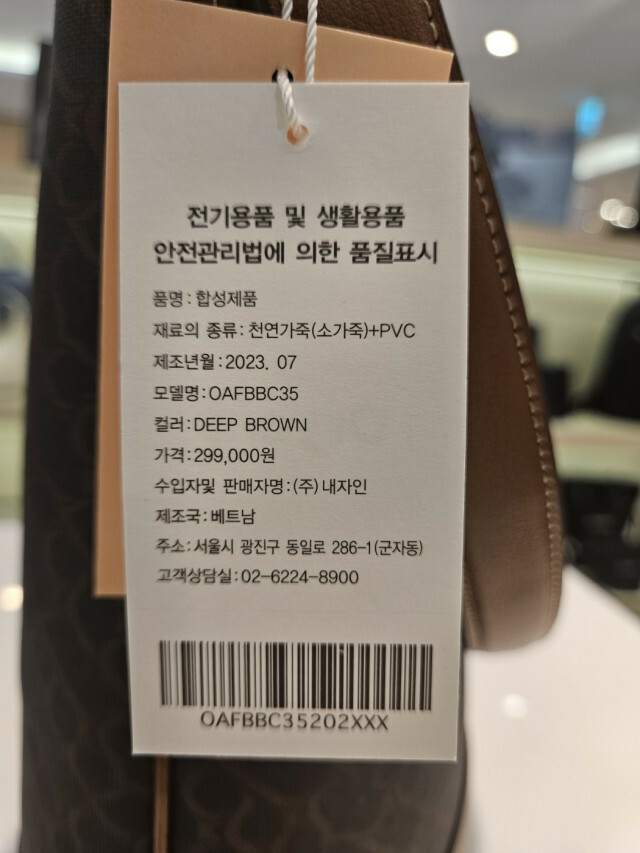 전기용품 및 생활용품
안전관리법에 의한 품질표시
품명:합성제품
재료의 종류:천연가죽(소가죽)+PVC
제조년월:2023. 07
모델명:OAFBBC35
컬러:DEEP BROWN
가격:299,000원
수입자및 판매자명:(주)내자인
제조국:베트남
주소:서울시 광진구 동일로 286-1(군자동)
고객상담실:02-6224-8900
OAFBBC35202XXX